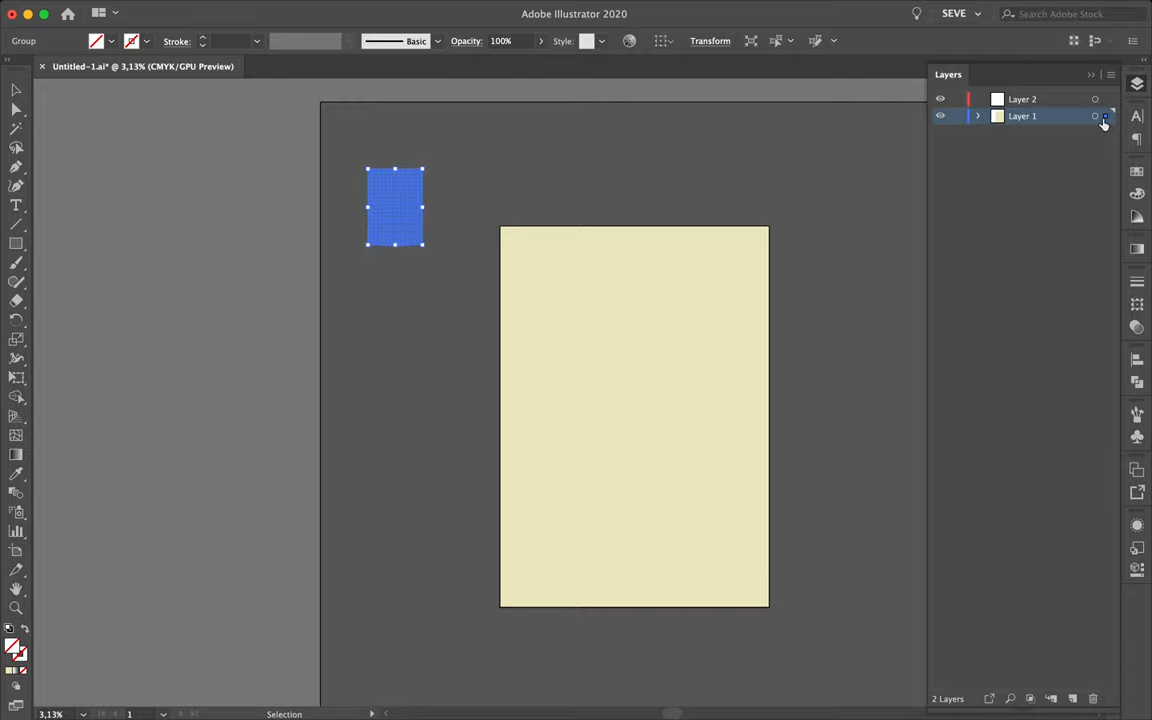 Adobe Illustrator 2020
SEVE
Search Adobe Stock
Group
Stroke:
Basic
Opacity:
100%
Style:
Transform
Untitled-1.ai* @ 3,13% (CMYK/GPU Preview)
Layers
Layer 2
Layer 1
2 Layers
3,13%
1
Selection